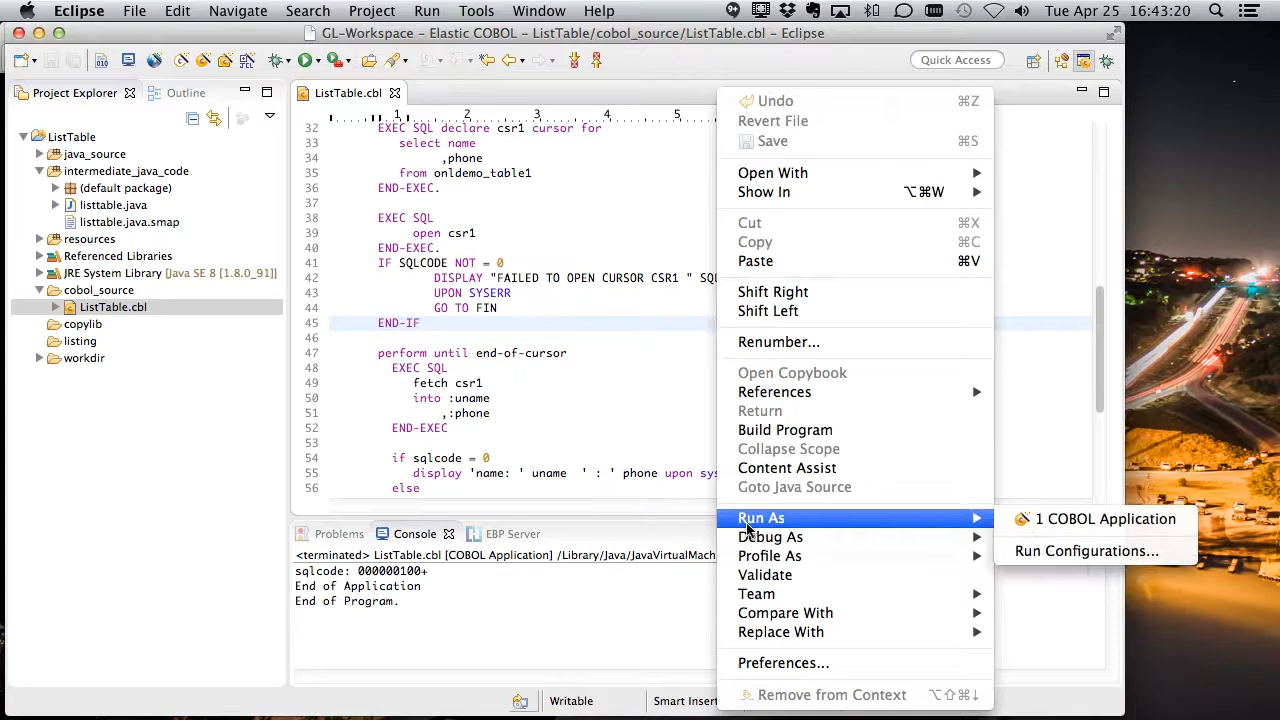 Eclipse File Edit Navigate Search Project Run Tools Window Help 9+ Tue Apr 25 16:43:20
GL-Workspace - Elastic COBOL - ListTable/cobol_source/ListTable.cbl - Eclipse
Quick Access
Project Explorer Outline
ListTable
java_source
intermediate_java_code
(default package)
listtable.java
listtable.java.smap
resources
Referenced Libraries
JRE System Library [Java SE 8 [1.8.0_91]]
cobol_source
ListTable.cbl
copylib
listing
workdir
ListTable.cbl
1 2 3 4 5
32 EXEC SQL declare csr1 cursor for
33 select name
34 ,phone
35 from onldemo_table1
36 END-EXEC.
37
38 EXEC SQL
39 open csr1
40 END-EXEC.
41 IF SQLCODE NOT = 0
42 DISPLAY "FAILED TO OPEN CURSOR CSR1 " SQL
43 UPON SYSERR
44 GO TO FIN
45 END-IF
46
47 perform until end-of-cursor
48 EXEC SQL
49 fetch csr1
50 into :uname
51 ,:phone
52 END-EXEC
53
54 if sqlcode = 0
55 display 'name: ' uname ' : ' phone upon sys
56 else
Problems Console EBP Server
<terminated> ListTable.cbl [COBOL Application] /Library/Java/JavaVirtualMach
sqlcode: 000000100+
End of Application
End of Program.
Writable Smart Insert
Undo ⌘Z
Revert File
Save ⌘S
Open With
Show In ⌥⌘W
Cut ⌘X
Copy ⌘C
Paste ⌘V
Shift Right
Shift Left
Renumber...
Open Copybook
References
Return
Build Program
Collapse Scope
Content Assist
Goto Java Source
Run As
Debug As
Profile As
Validate
Team
Compare With
Replace With
Preferences...
Remove from Context ⌥⇧⌘↓
1 COBOL Application
Run Configurations...